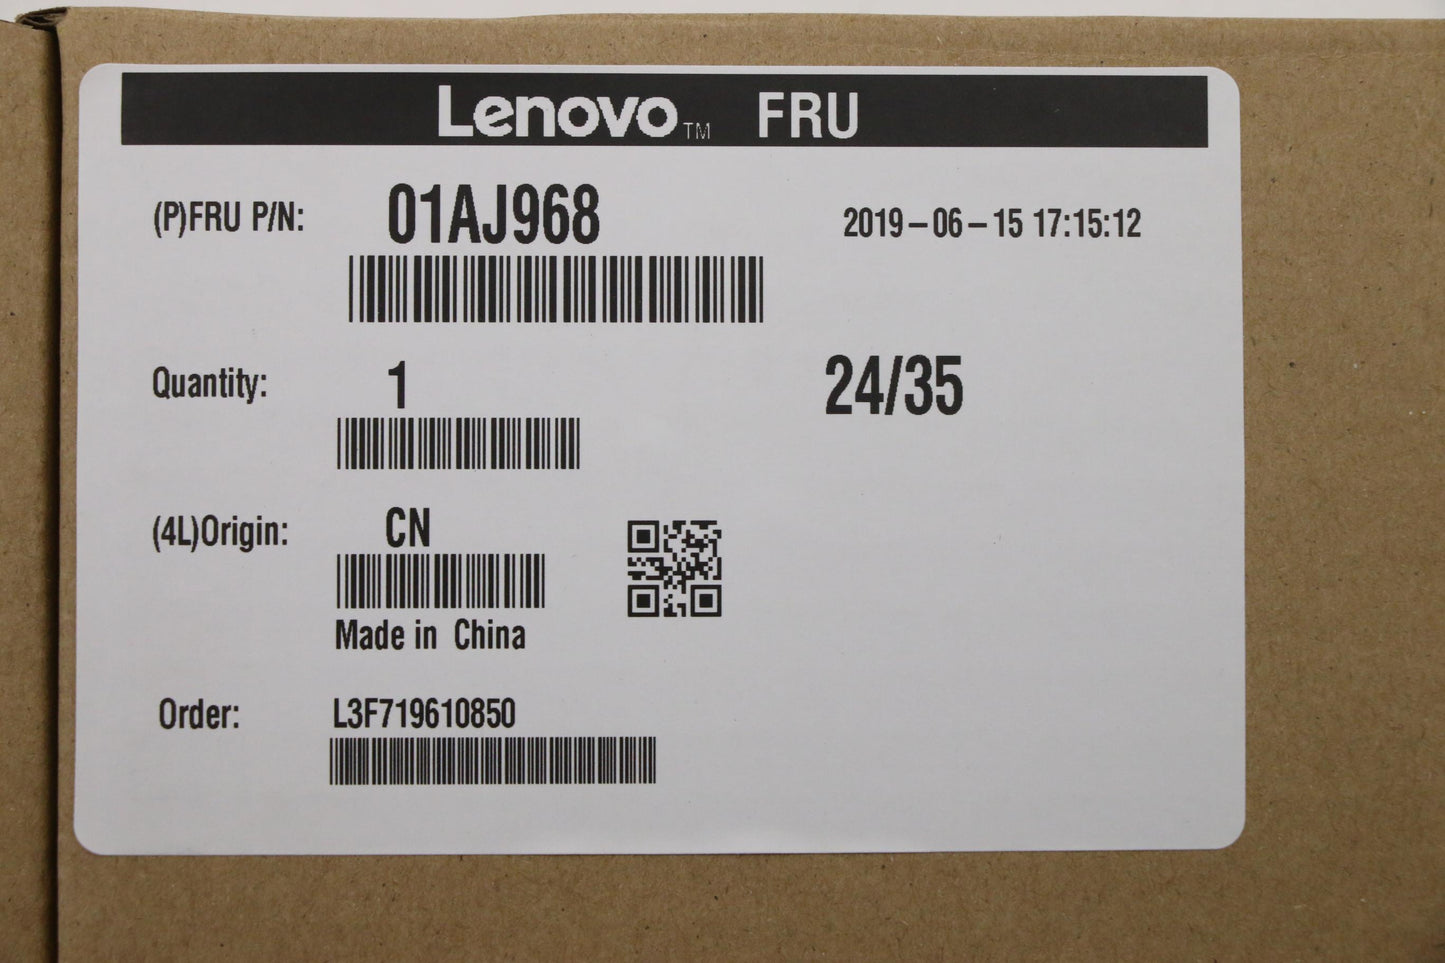 Lenovo™ FRU
(P)FRU P/N: 01AJ968 2019-06-15 17:15:12
Quantity: 1 24/35
(4L)Origin: CN
Made in China
Order: L3F719610850